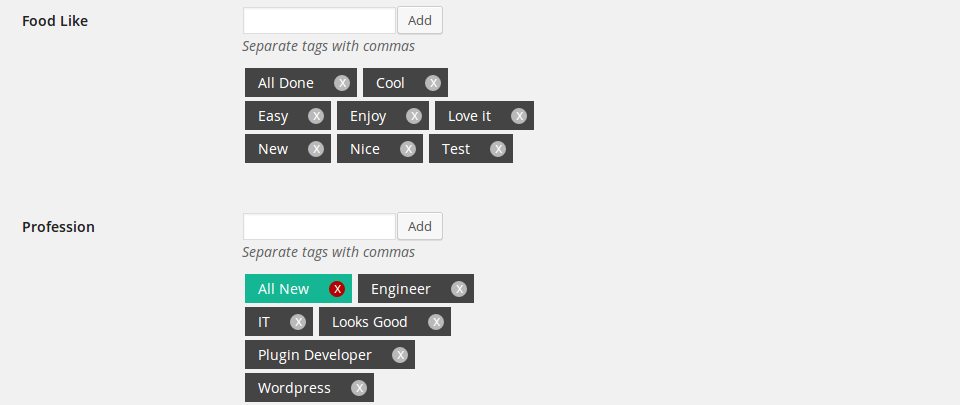 Food Like Add
Separate tags with commas
All Done X Cool X
Easy X Enjoy X Love it X
New X Nice X Test X
Profession Add
Separate tags with commas
All New X Engineer X
IT X Looks Good X
Plugin Developer X
Wordpress X